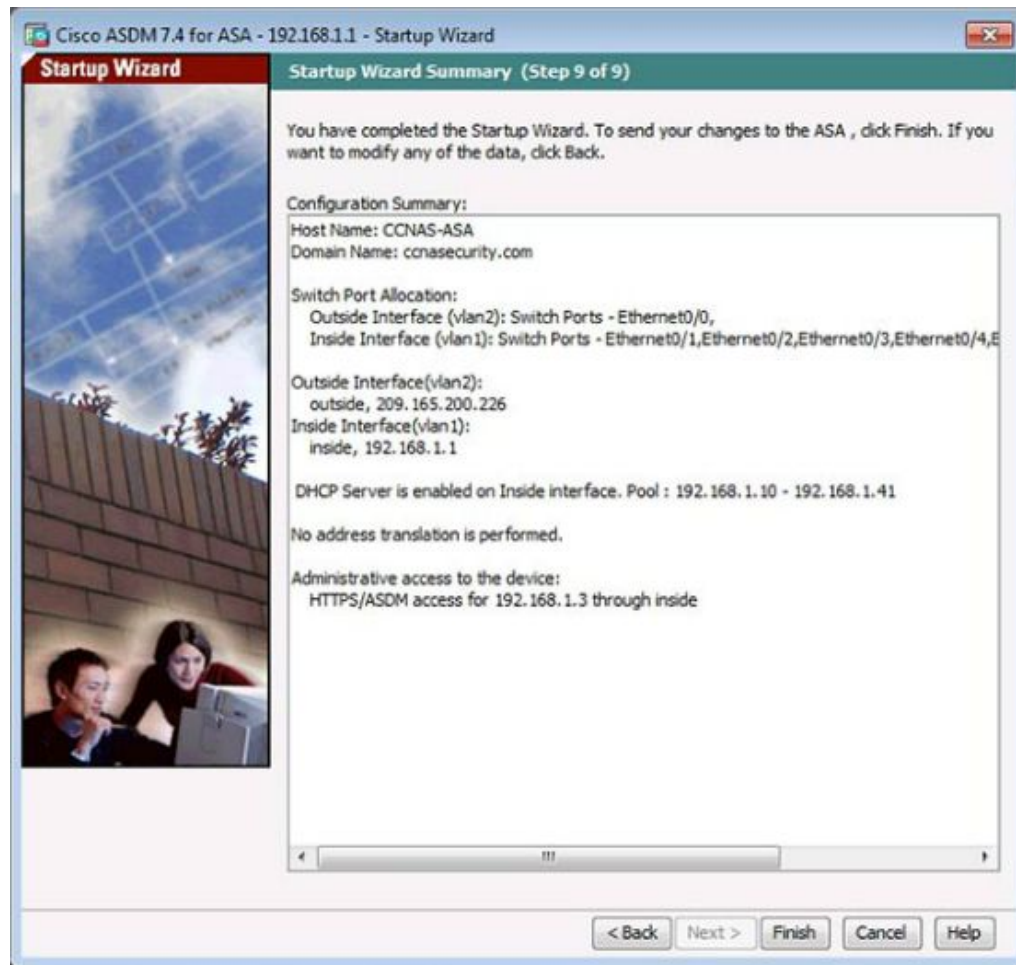 Cisco ASDM 7.4 for ASA - 192.168.1.1 - Startup Wizard
Startup Wizard
Startup Wizard Summary (Step 9 of 9)
You have completed the Startup Wizard. To send your changes to the ASA , click Finish. If you
want to modify any of the data, click Back.
Configuration Summary:
Host Name: CCNAS-ASA
Domain Name: ccnasecurity.com
Switch Port Allocation:
Outside Interface (vlan2): Switch Ports - Ethernet0/0,
Inside Interface (vlan1): Switch Ports - Ethernet0/1,Ethernet0/2,Ethernet0/3,Ethernet0/4,E
Outside Interface(vlan2):
outside, 209.165.200.226
Inside Interface(vlan1):
inside, 192.168.1.1
DHCP Server is enabled on Inside interface. Pool : 192.168.1.10 - 192.168.1.41
No address translation is performed.
Administrative access to the device:
HTTPS/ASDM access for 192.168.1.3 through inside
< Back Next > Finish Cancel Help